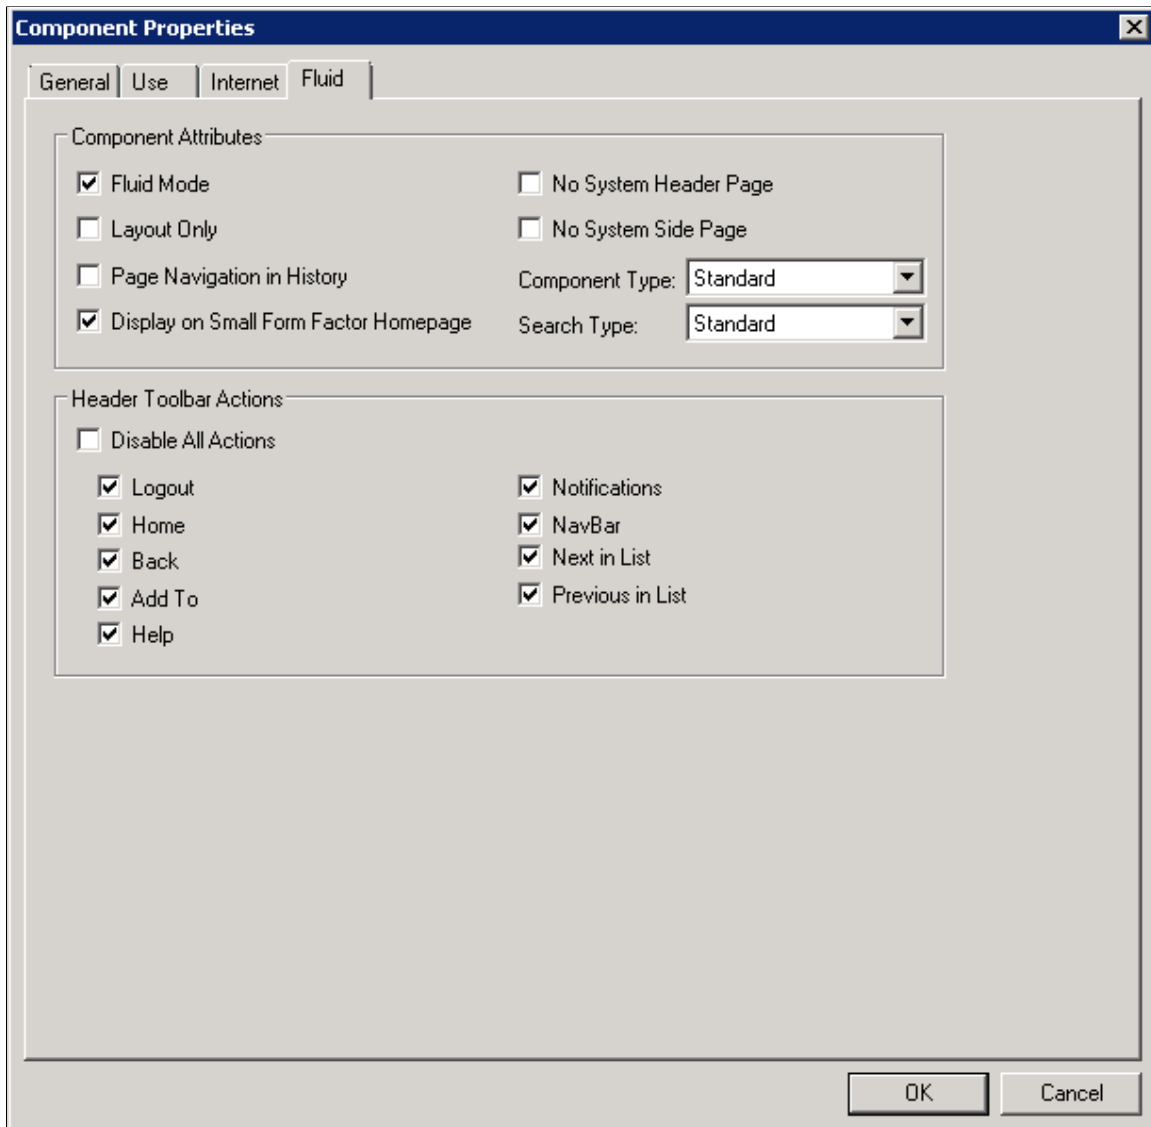 Component Properties
General Use Internet Fluid
Component Attributes
Fluid Mode
No System Header Page
Layout Only
No System Side Page
Page Navigation in History
Component Type: Standard
Display on Small Form Factor Homepage
Search Type: Standard
Header Toolbar Actions
Disable All Actions
Logout
Notifications
Home
NavBar
Back
Next in List
Add To
Previous in List
Help
OK
Cancel